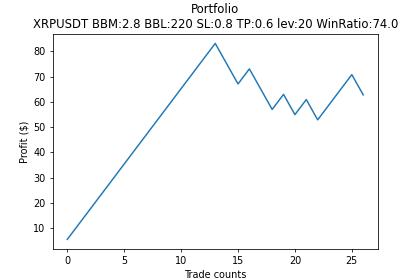 Portfolio
XRPUSDT BBM:2.8 BBL:220 SL:0.8 TP:0.6 lev:20 WinRatio:74.0
80
70
60
50
40
30
20
10
Profit ($)
0 5 10 15 20 25
Trade counts